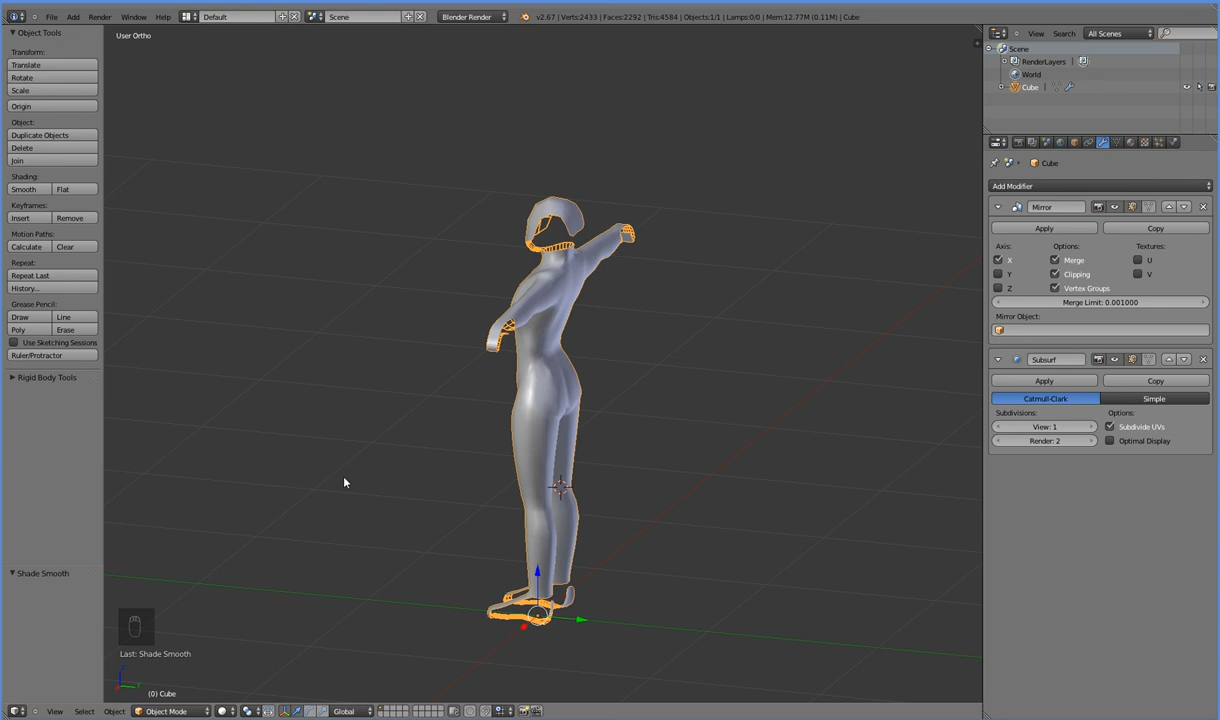 File Add Render Window Help Default Scene Blender Render v2.67 | Verts:2433 | Faces:2292 | Tris:4584 | Objects:1/1 | Lamps:0/0 | Mem:12.77M (0.11M) | Cube
Object Tools
Transform:
Translate
Rotate
Scale
Origin
Object:
Duplicate Objects
Delete
Join
Shading:
Smooth Flat
Keyframes:
Insert Remove
Motion Paths:
Calculate Clear
Repeat:
Repeat Last
History...
Grease Pencil:
Draw Line
Poly Erase
Use Sketching Sessions
Ruler/Protractor
Rigid Body Tools
Shade Smooth
User Ortho
Last: Shade Smooth
(0) Cube
View Select Object Object Mode Global
View Search All Scenes
Scene
RenderLayers |
World
Cube |
Cube
Add Modifier
Mirror
Apply Copy
Axis: Options: Textures:
X Merge U
Y Clipping V
Z Vertex Groups
Merge Limit: 0.001000
Mirror Object:
Subsurf
Apply Copy
Catmull-Clark Simple
Subdivisions: Options:
View: 1 Subdivide UVs
Render: 2 Optimal Display